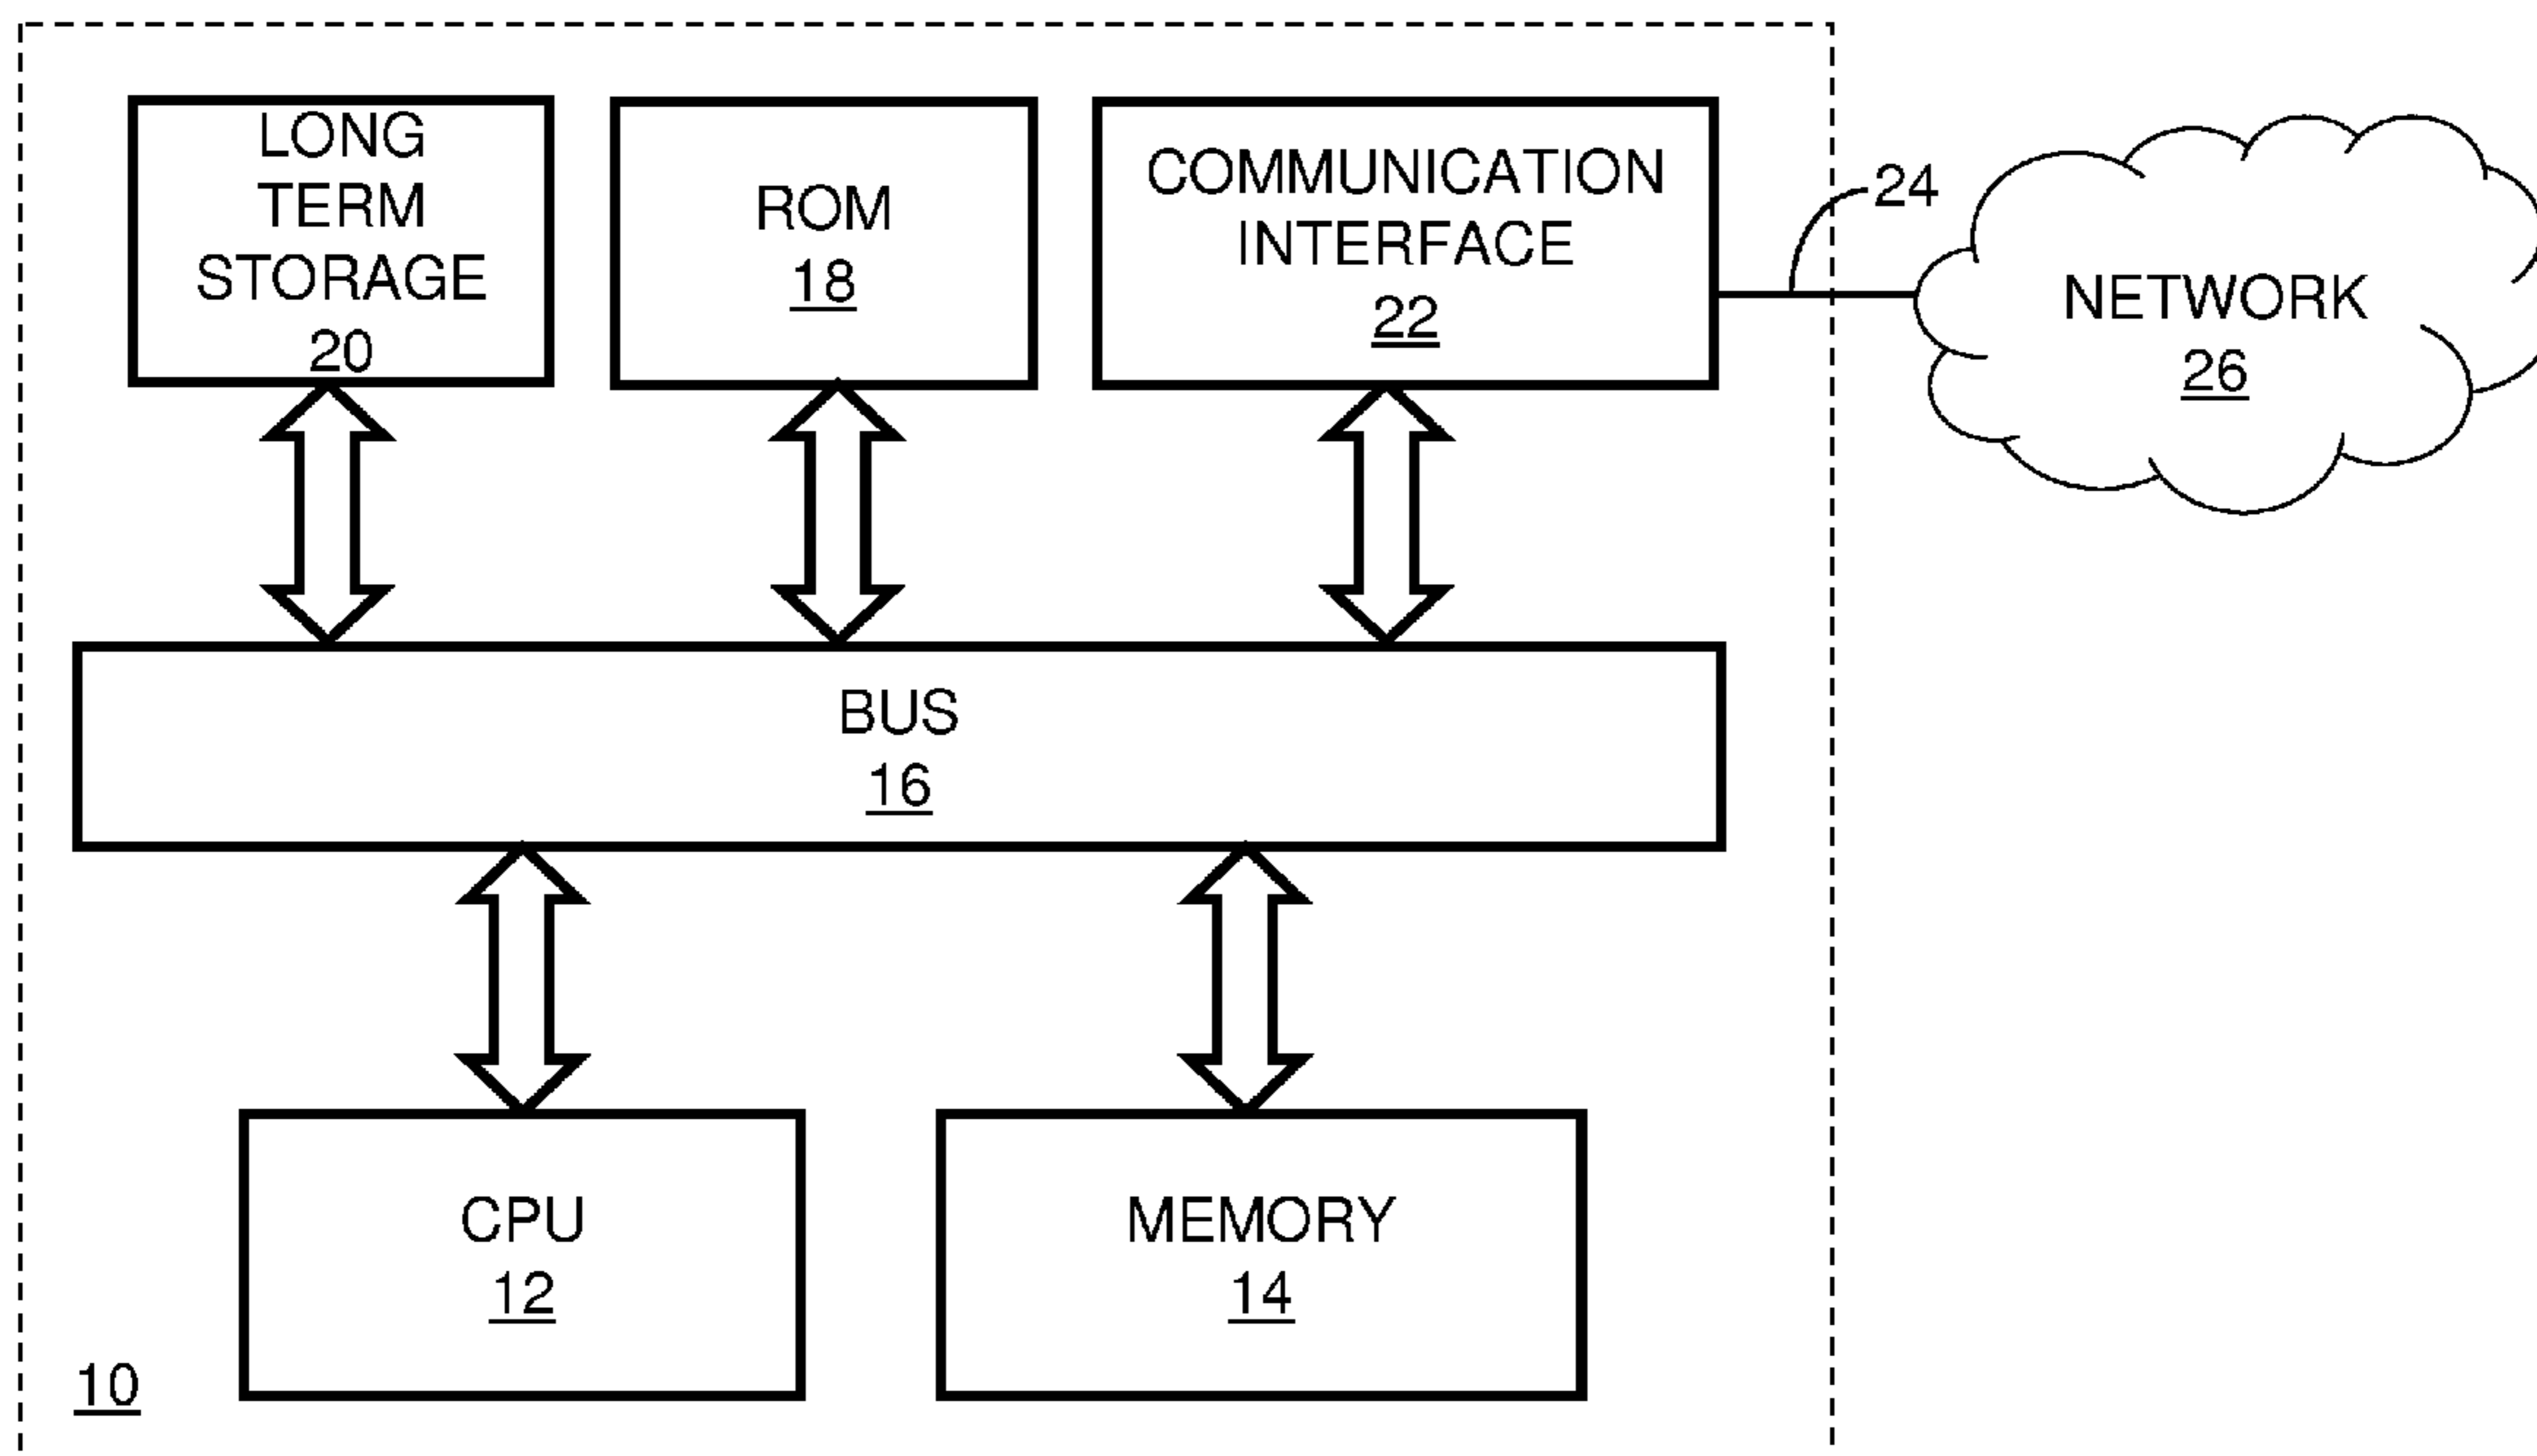 LONG
TERM
STORAGE
20
ROM
18
COMMUNICATION
INTERFACE
22
24
NETWORK
26
BUS
16
CPU
12
MEMORY
14
10